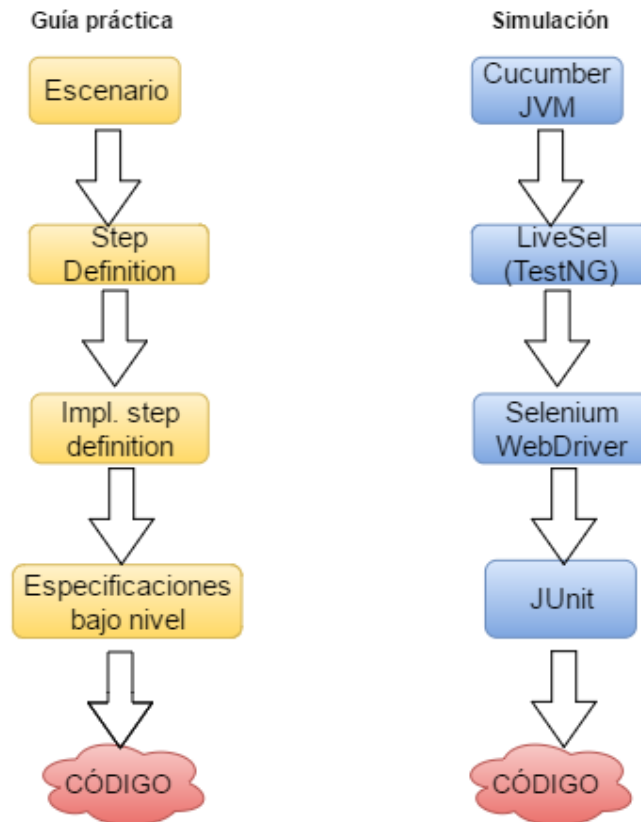 Guía práctica
Simulación
Escenario
Cucumber
JVM
Step
Definition
LiveSel
(TestNG)
Impl. step
definition
Selenium
WebDriver
Especificaciones
bajo nivel
JUnit
CÓDIGO
CÓDIGO